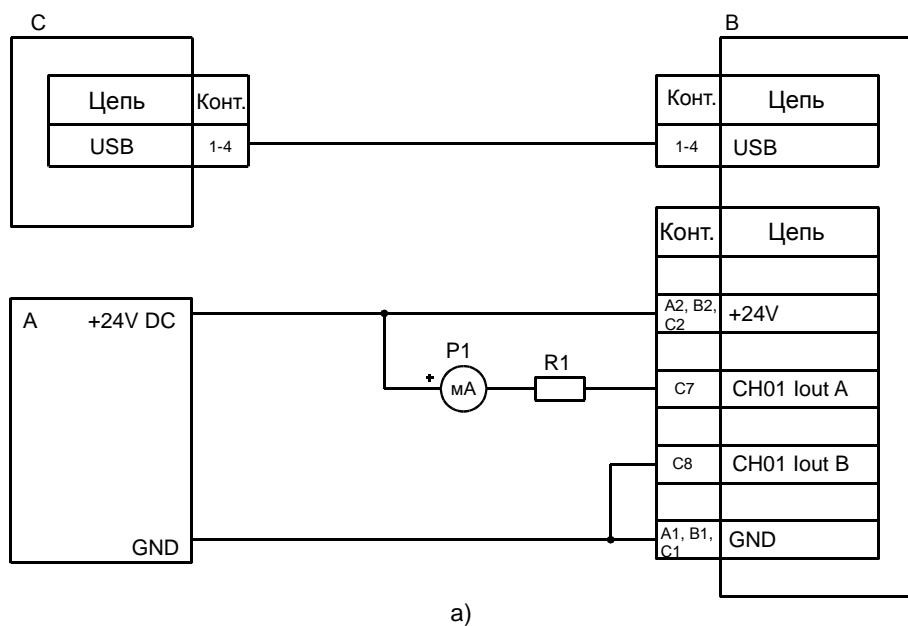 C
B
Цепь Конт.
USB 1-4
Конт. Цепь
1-4 USB
Конт. Цепь
A +24V DC
A2, B2, C2 +24V
P1
R1
+
мА
C7 CH01 Iout A
C8 CH01 Iout B
GND
A1, B1, C1 GND
а)